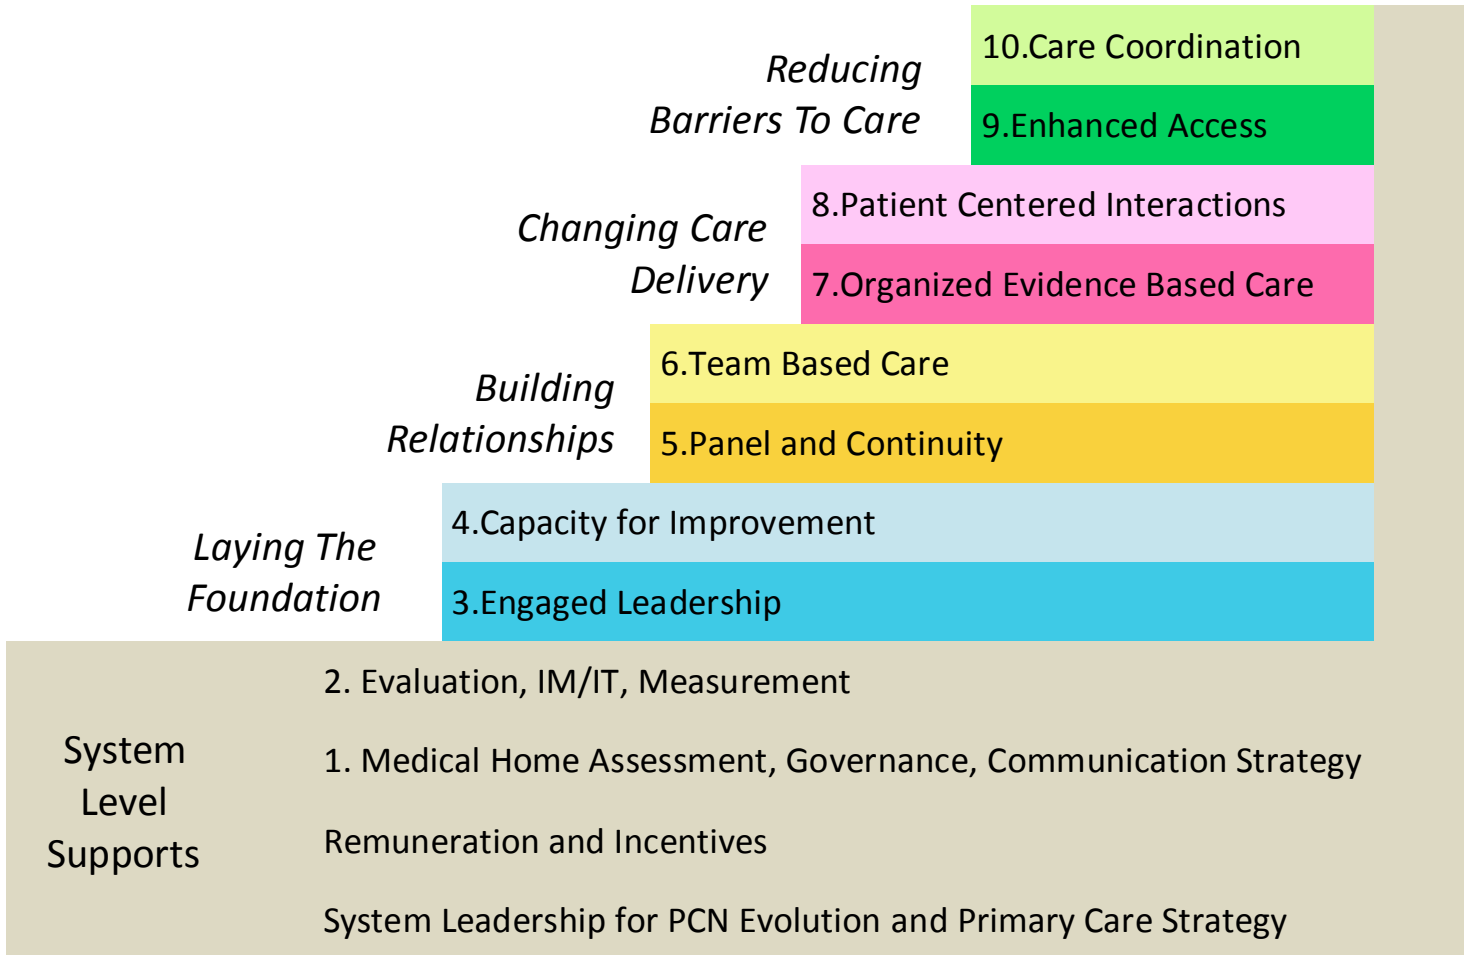 Reducing
Barriers To Care
10.Care Coordination
9.Enhanced Access
Changing Care
Delivery
8.Patient Centered Interactions
7.Organized Evidence Based Care
Building
Relationships
6.Team Based Care
5.Panel and Continuity
Laying The
Foundation
4.Capacity for Improvement
3.Engaged Leadership
System
Level
Supports
2. Evaluation, IM/IT, Measurement
1. Medical Home Assessment, Governance, Communication Strategy
Remuneration and Incentives
System Leadership for PCN Evolution and Primary Care Strategy